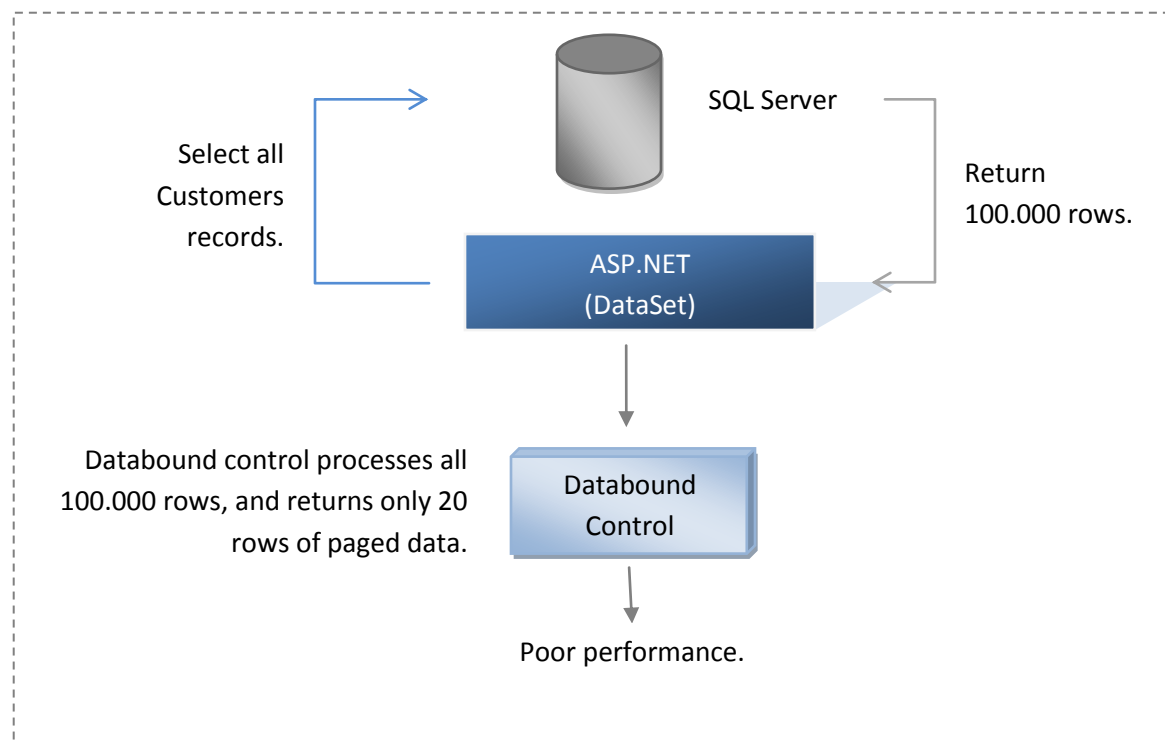 SQL Server
Select all
Customers
records.
Return
100.000 rows.
ASP.NET
(DataSet)
Databound control processes all
100.000 rows, and returns only 20
rows of paged data.
Databound
Control
Poor performance.